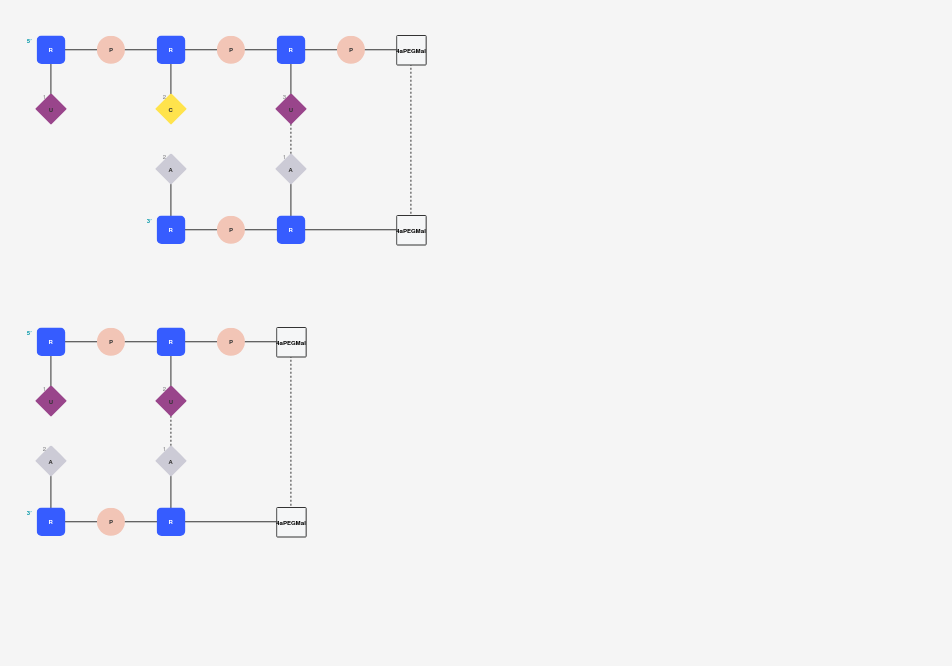 5' R P R P R P 4aPEGMal
1 U 2 C 3 U
2 A 1 A
3' R P R 4aPEGMal
5' R P R P 4aPEGMal
1 U 2 U
2 A 1 A
3' R P R 4aPEGMal